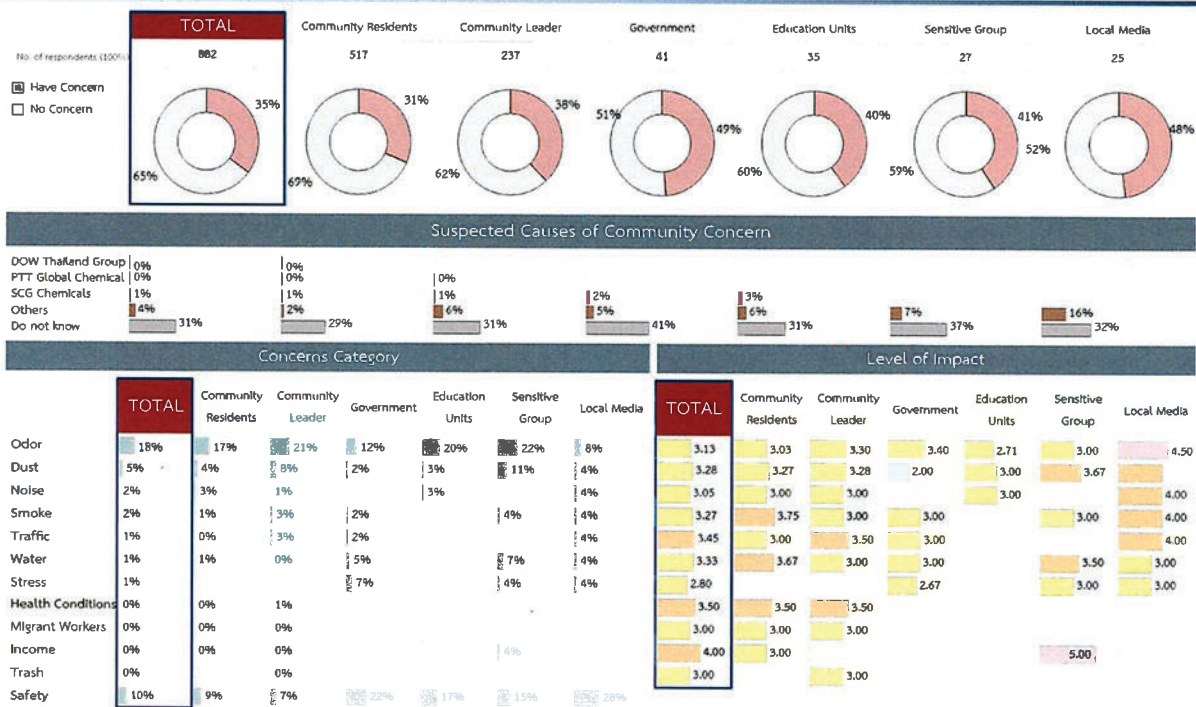 TOTAL Community Residents Community Leader Government Education Units Sensitive Group Local Media
No. of respondents (100%) 882 517 237 41 35 27 25
Have Concern
No Concern
35% 65%
31% 69%
38% 62%
51% 49%
40% 60%
41% 52% 59%
48%
Suspected Causes of Community Concern
DOW Thailand Group 0% 0%
PTT Global Chemical 0% 0% 0%
SCG Chemicals 1% 1% 1% 2% 3%
Others 4% 2% 6% 5% 6% 7% 16%
Do not know 31% 29% 31% 41% 31% 37% 32%
Concerns Category
TOTAL Community Residents Community Leader Government Education Units Sensitive Group Local Media
Odor 18% 17% 21% 12% 20% 22% 8%
Dust 5% 4% 8% 2% 3% 11% 4%
Noise 2% 3% 1% 3% 4%
Smoke 2% 1% 3% 2% 4% 4%
Traffic 1% 0% 3% 2% 4%
Water 1% 1% 0% 5% 7% 4%
Stress 1% 7% 4% 4%
Health Conditions 0% 0% 1%
Migrant Workers 0% 0% 0%
Income 0% 0% 0% 4%
Trash 0% 0%
Safety 10% 9% 7% 22% 17% 15% 28%
Level of Impact
TOTAL Community Residents Community Leader Government Education Units Sensitive Group Local Media
3.13 3.03 3.30 3.40 2.71 3.00 4.50
3.28 3.27 3.28 2.00 3.00 3.67
3.05 3.00 3.00 3.00 4.00
3.27 3.75 3.00 3.00 3.00 4.00
3.45 3.00 3.50 3.00 4.00
3.33 3.67 3.00 3.00 3.50 3.00
2.80 2.67 3.00 3.00
3.50 3.50 3.50
3.00 3.00 3.00
4.00 3.00 5.00
3.00 3.00